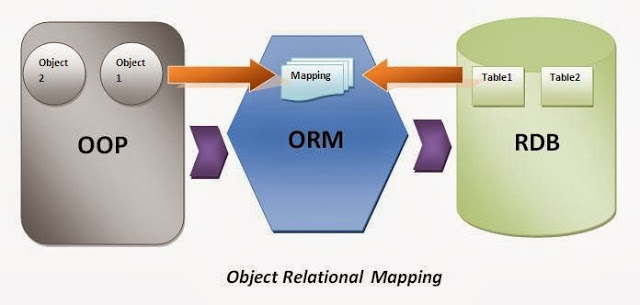 Object
2
Object
1
Mapping
Table1
Table2
OOP
ORM
RDB
Object Relational Mapping